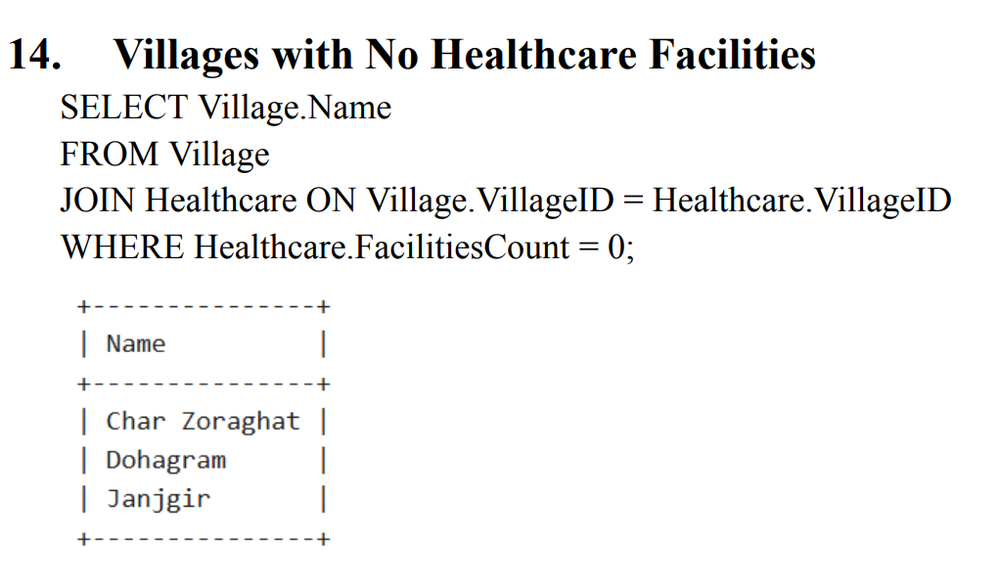 14. Villages with No Healthcare Facilities
SELECT Village.Name
FROM Village
JOIN Healthcare ON Village.VillageID = Healthcare.VillageID
WHERE Healthcare.FacilitiesCount = 0;
+---------------+
| Name          |
+---------------+
| Char Zoraghat |
| Dohagram      |
| Janjgir       |
+---------------+